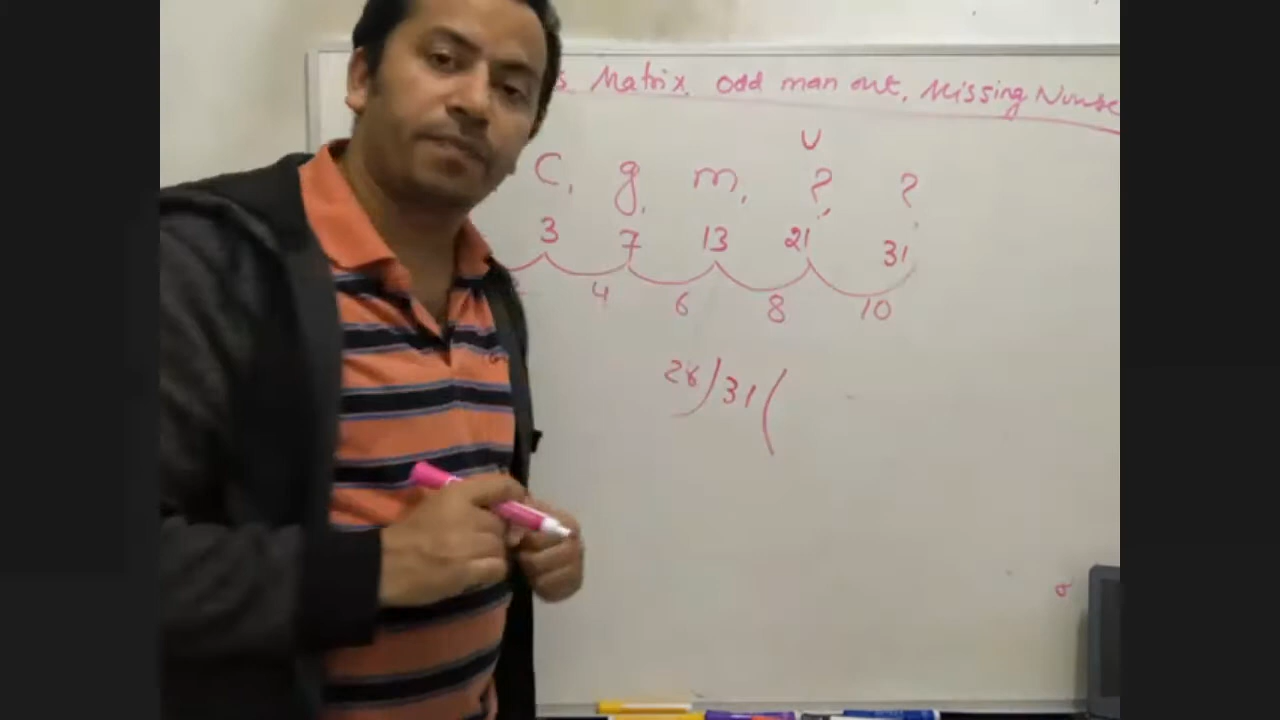 s Matrix, Odd man out, Missing Numbe
U
C, g, m, ?, ?
3 7 13 21 31
4 6 8 10
28)31(